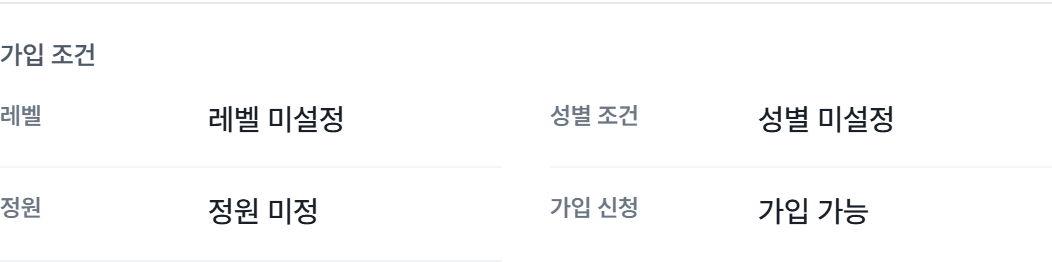 가입 조건
레벨 레벨 미설정 성별 조건 성별 미설정
정원 정원 미정 가입 신청 가입 가능